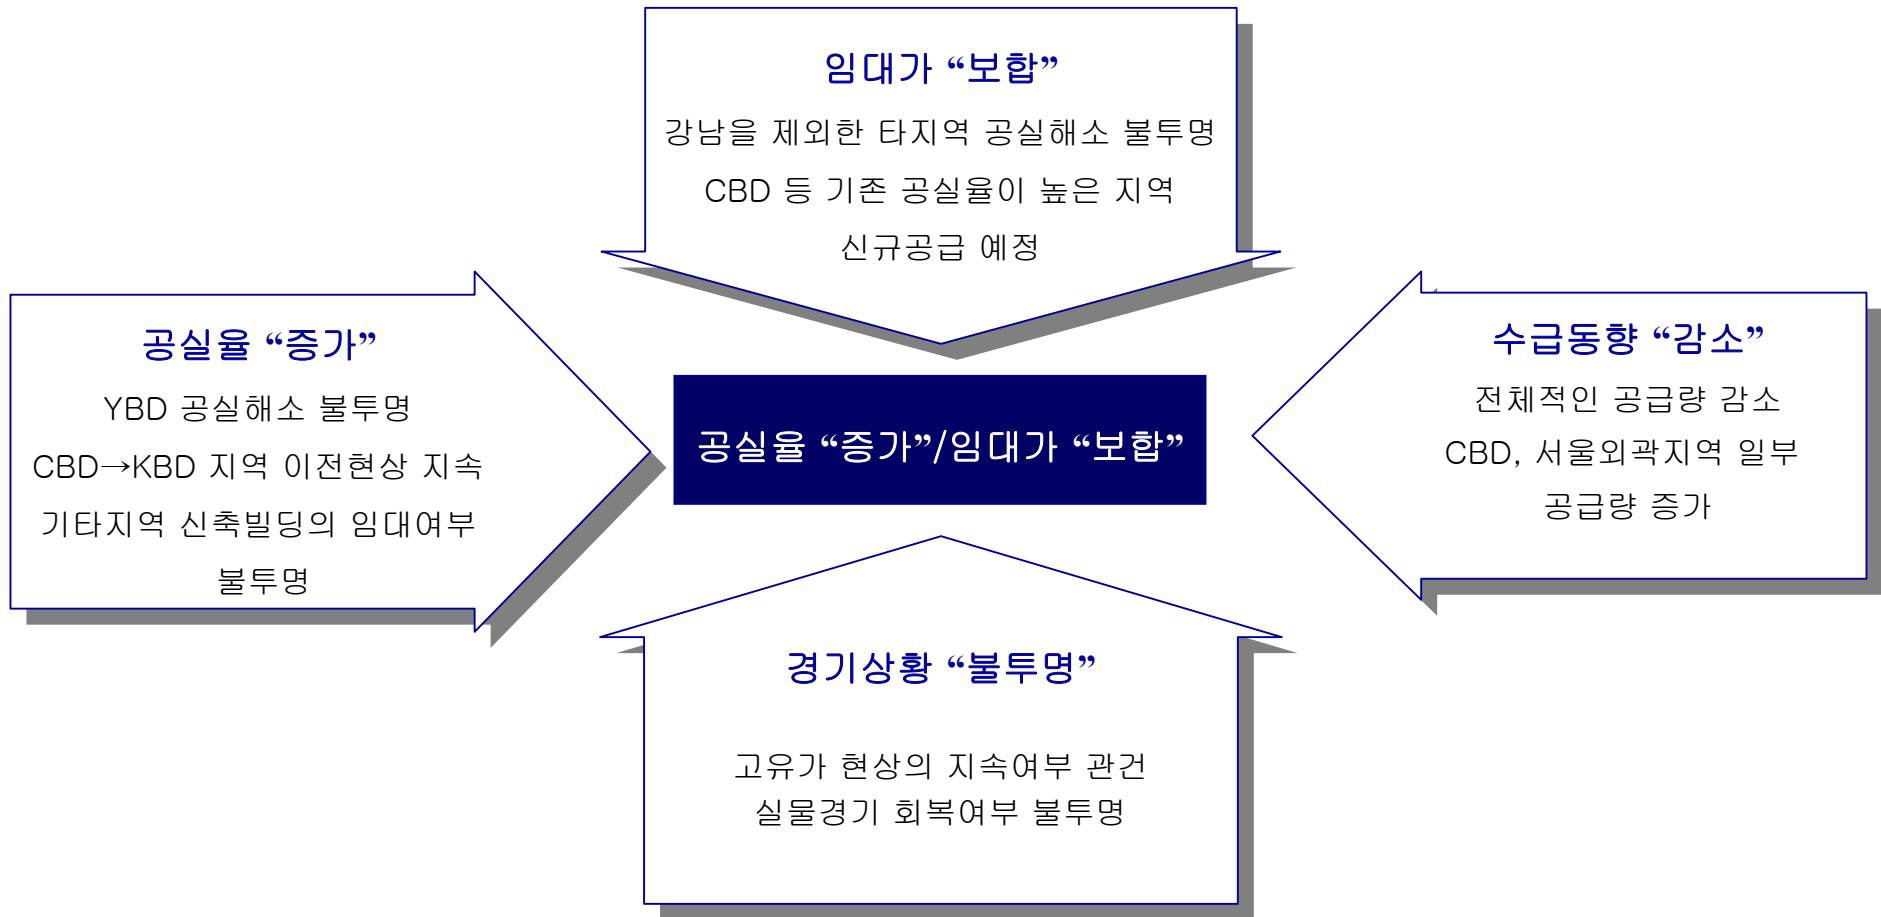 임대가 “보합”
강남을 제외한 타지역 공실해소 불투명
CBD 등 기존 공실율이 높은 지역
신규공급 예정
공실율 “증가”
YBD 공실해소 불투명
CBD→KBD 지역 이전현상 지속
기타지역 신축빌딩의 임대여부
불투명
공실율 “증가”/임대가 “보합”
수급동향 “감소”
전체적인 공급량 감소
CBD, 서울외곽지역 일부
공급량 증가
경기상황 “불투명”
고유가 현상의 지속여부 관건
실물경기 회복여부 불투명